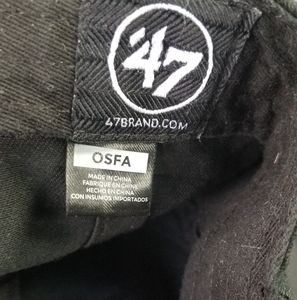 '47
47BRAND.COM
OSFA
MADE IN CHINA
FABRIQUÉ EN CHINE
HECHO EN CHINA
CON INSUMOS IMPORTADOS